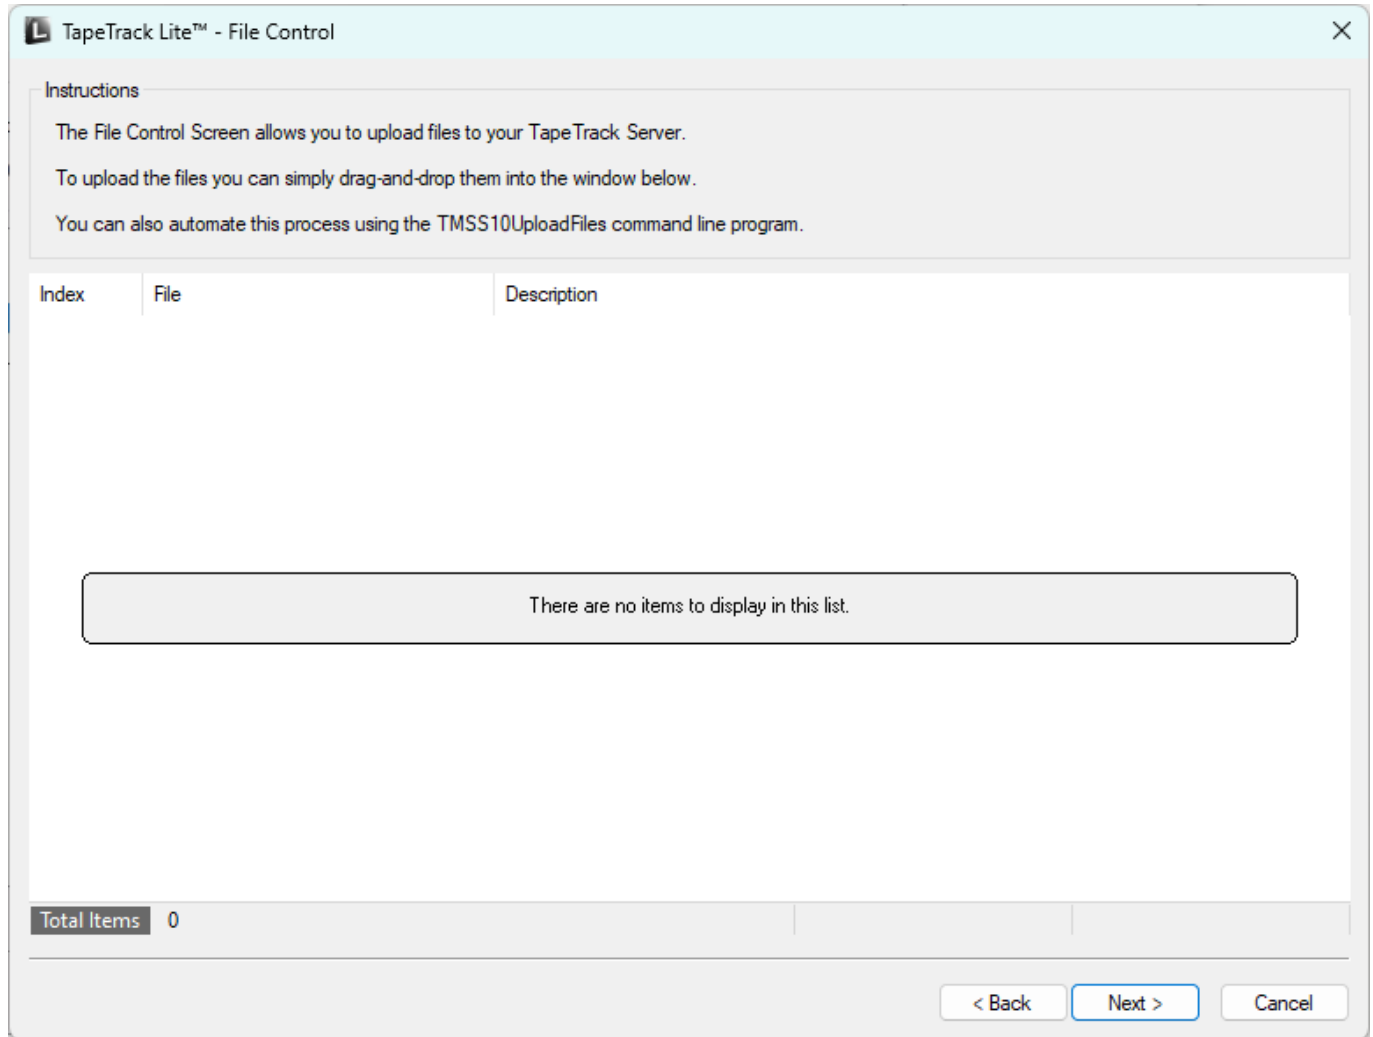 TapeTrack Lite™ - File Control
Instructions
The File Control Screen allows you to upload files to your TapeTrack Server.
To upload the files you can simply drag-and-drop them into the window below.
You can also automate this process using the TMSS10UploadFiles command line program.
Index File Description
There are no items to display in this list.
Total Items 0
< Back Next > Cancel